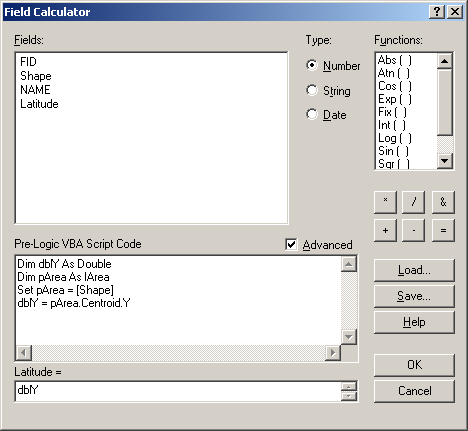 Field Calculator
Fields:
Type:
Functions:
FID
Shape
NAME
Latitude
Number
String
Date
Abs ( )
Atn ( )
Cos ( )
Exp ( )
Fix ( )
Int ( )
Log ( )
Sin ( )
Sqr ( )
* / &
+ - =
Pre-Logic VBA Script Code
Advanced
Dim dblY As Double
Dim pArea As IArea
Set pArea = [Shape]
dblY = pArea.Centroid.Y
Load...
Save...
Help
Latitude =
dblY
OK
Cancel